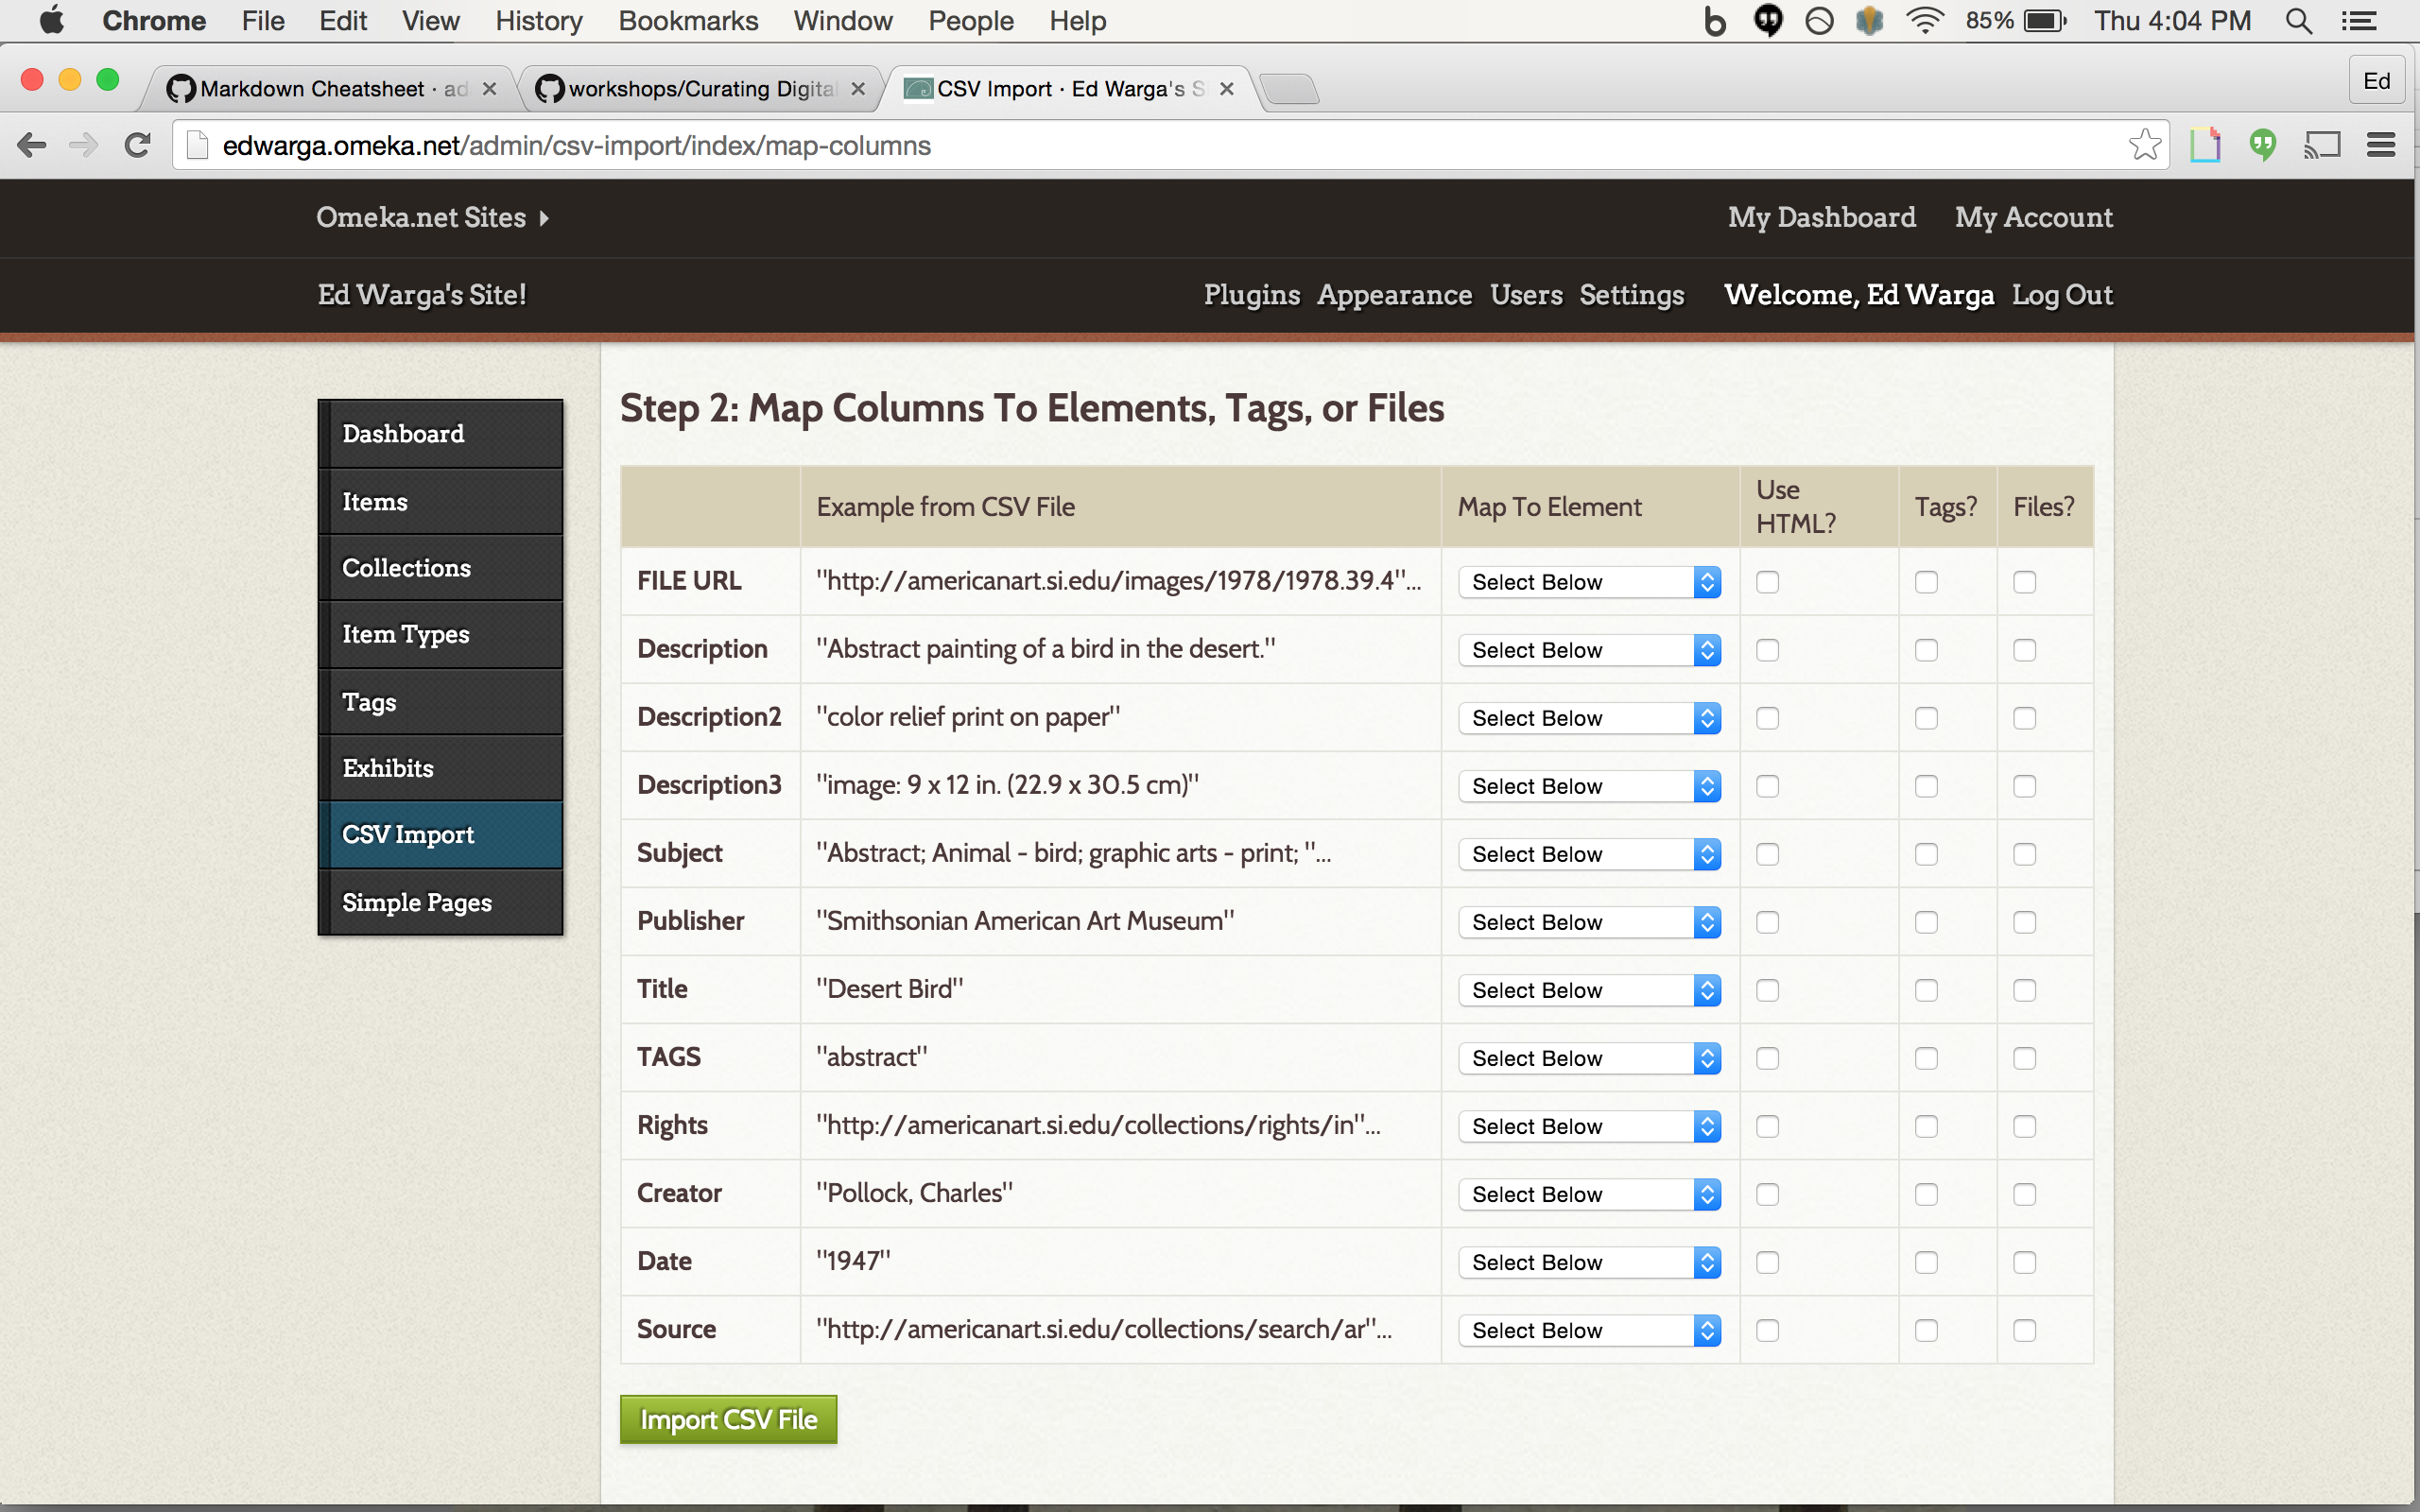 Chrome File Edit View History Bookmarks Window People Help 85% Thu 4:04 PM
Markdown Cheatsheet · ad workshops/Curating Digita CSV Import · Ed Warga's S Ed
edwarga.omeka.net/admin/csv-import/index/map-columns
Omeka.net Sites My Dashboard My Account
Ed Warga's Site! Plugins Appearance Users Settings Welcome, Ed Warga Log Out
Dashboard
Items
Collections
Item Types
Tags
Exhibits
CSV Import
Simple Pages
Step 2: Map Columns To Elements, Tags, or Files
Example from CSV File Map To Element Use HTML? Tags? Files?
FILE URL "http://americanart.si.edu/images/1978/1978.39.4"... Select Below
Description "Abstract painting of a bird in the desert." Select Below
Description2 "color relief print on paper" Select Below
Description3 "image: 9 x 12 in. (22.9 x 30.5 cm)" Select Below
Subject "Abstract; Animal - bird; graphic arts - print; "... Select Below
Publisher "Smithsonian American Art Museum" Select Below
Title "Desert Bird" Select Below
TAGS "abstract" Select Below
Rights "http://americanart.si.edu/collections/rights/in"... Select Below
Creator "Pollock, Charles" Select Below
Date "1947" Select Below
Source "http://americanart.si.edu/collections/search/ar"... Select Below
Import CSV File